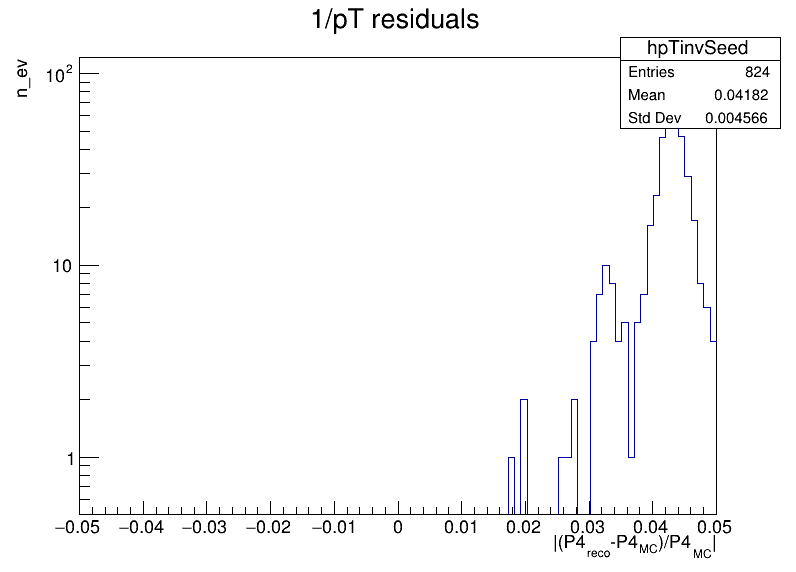 1/pT residuals
n_ev
hpTinvSeed
Entries 824
Mean 0.04182
Std Dev 0.004566
10²
10
1
−0.05 −0.04 −0.03 −0.02 −0.01 0 0.01 0.02 0.03 0.04 0.05
|(P4reco-P4MC)/P4MC|